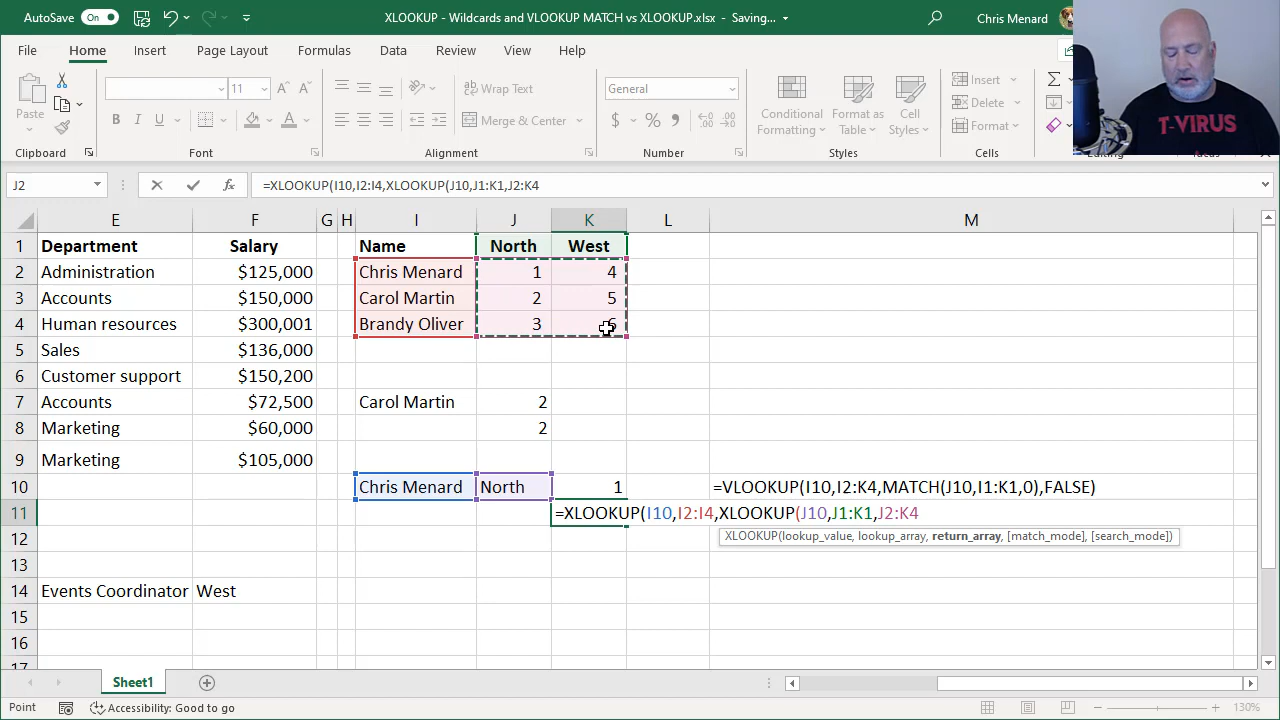 AutoSave On XLOOKUP - Wildcards and VLOOKUP MATCH vs XLOOKUP.xlsx - Saving... Chris Menard
File Home Insert Page Layout Formulas Data Review View Help
Paste
11
B I U
Wrap Text
Merge & Center
General
$ % 9
Conditional Formatting
Format as Table
Cell Styles
Insert
Delete
Format
Clipboard Font Alignment Number Styles Cells Editing
T-VIRUS
J2 fx =XLOOKUP(I10,I2:I4,XLOOKUP(J10,J1:K1,J2:K4
E F G H I J K L M
1 Department Salary Name North West
2 Administration $125,000 Chris Menard 1 4
3 Accounts $150,000 Carol Martin 2 5
4 Human resources $300,001 Brandy Oliver 3 6
5 Sales $136,000
6 Customer support $150,200
7 Accounts $72,500 Carol Martin 2
8 Marketing $60,000 2
9 Marketing $105,000
10 Chris Menard North 1 =VLOOKUP(I10,I2:K4,MATCH(J10,I1:K1,0),FALSE)
11 =XLOOKUP(I10,I2:I4,XLOOKUP(J10,J1:K1,J2:K4
12 XLOOKUP(lookup_value, lookup_array, return_array, [match_mode], [search_mode])
13
14 Events Coordinator West
15
16
17
Sheet1
Point Accessibility: Good to go 130%